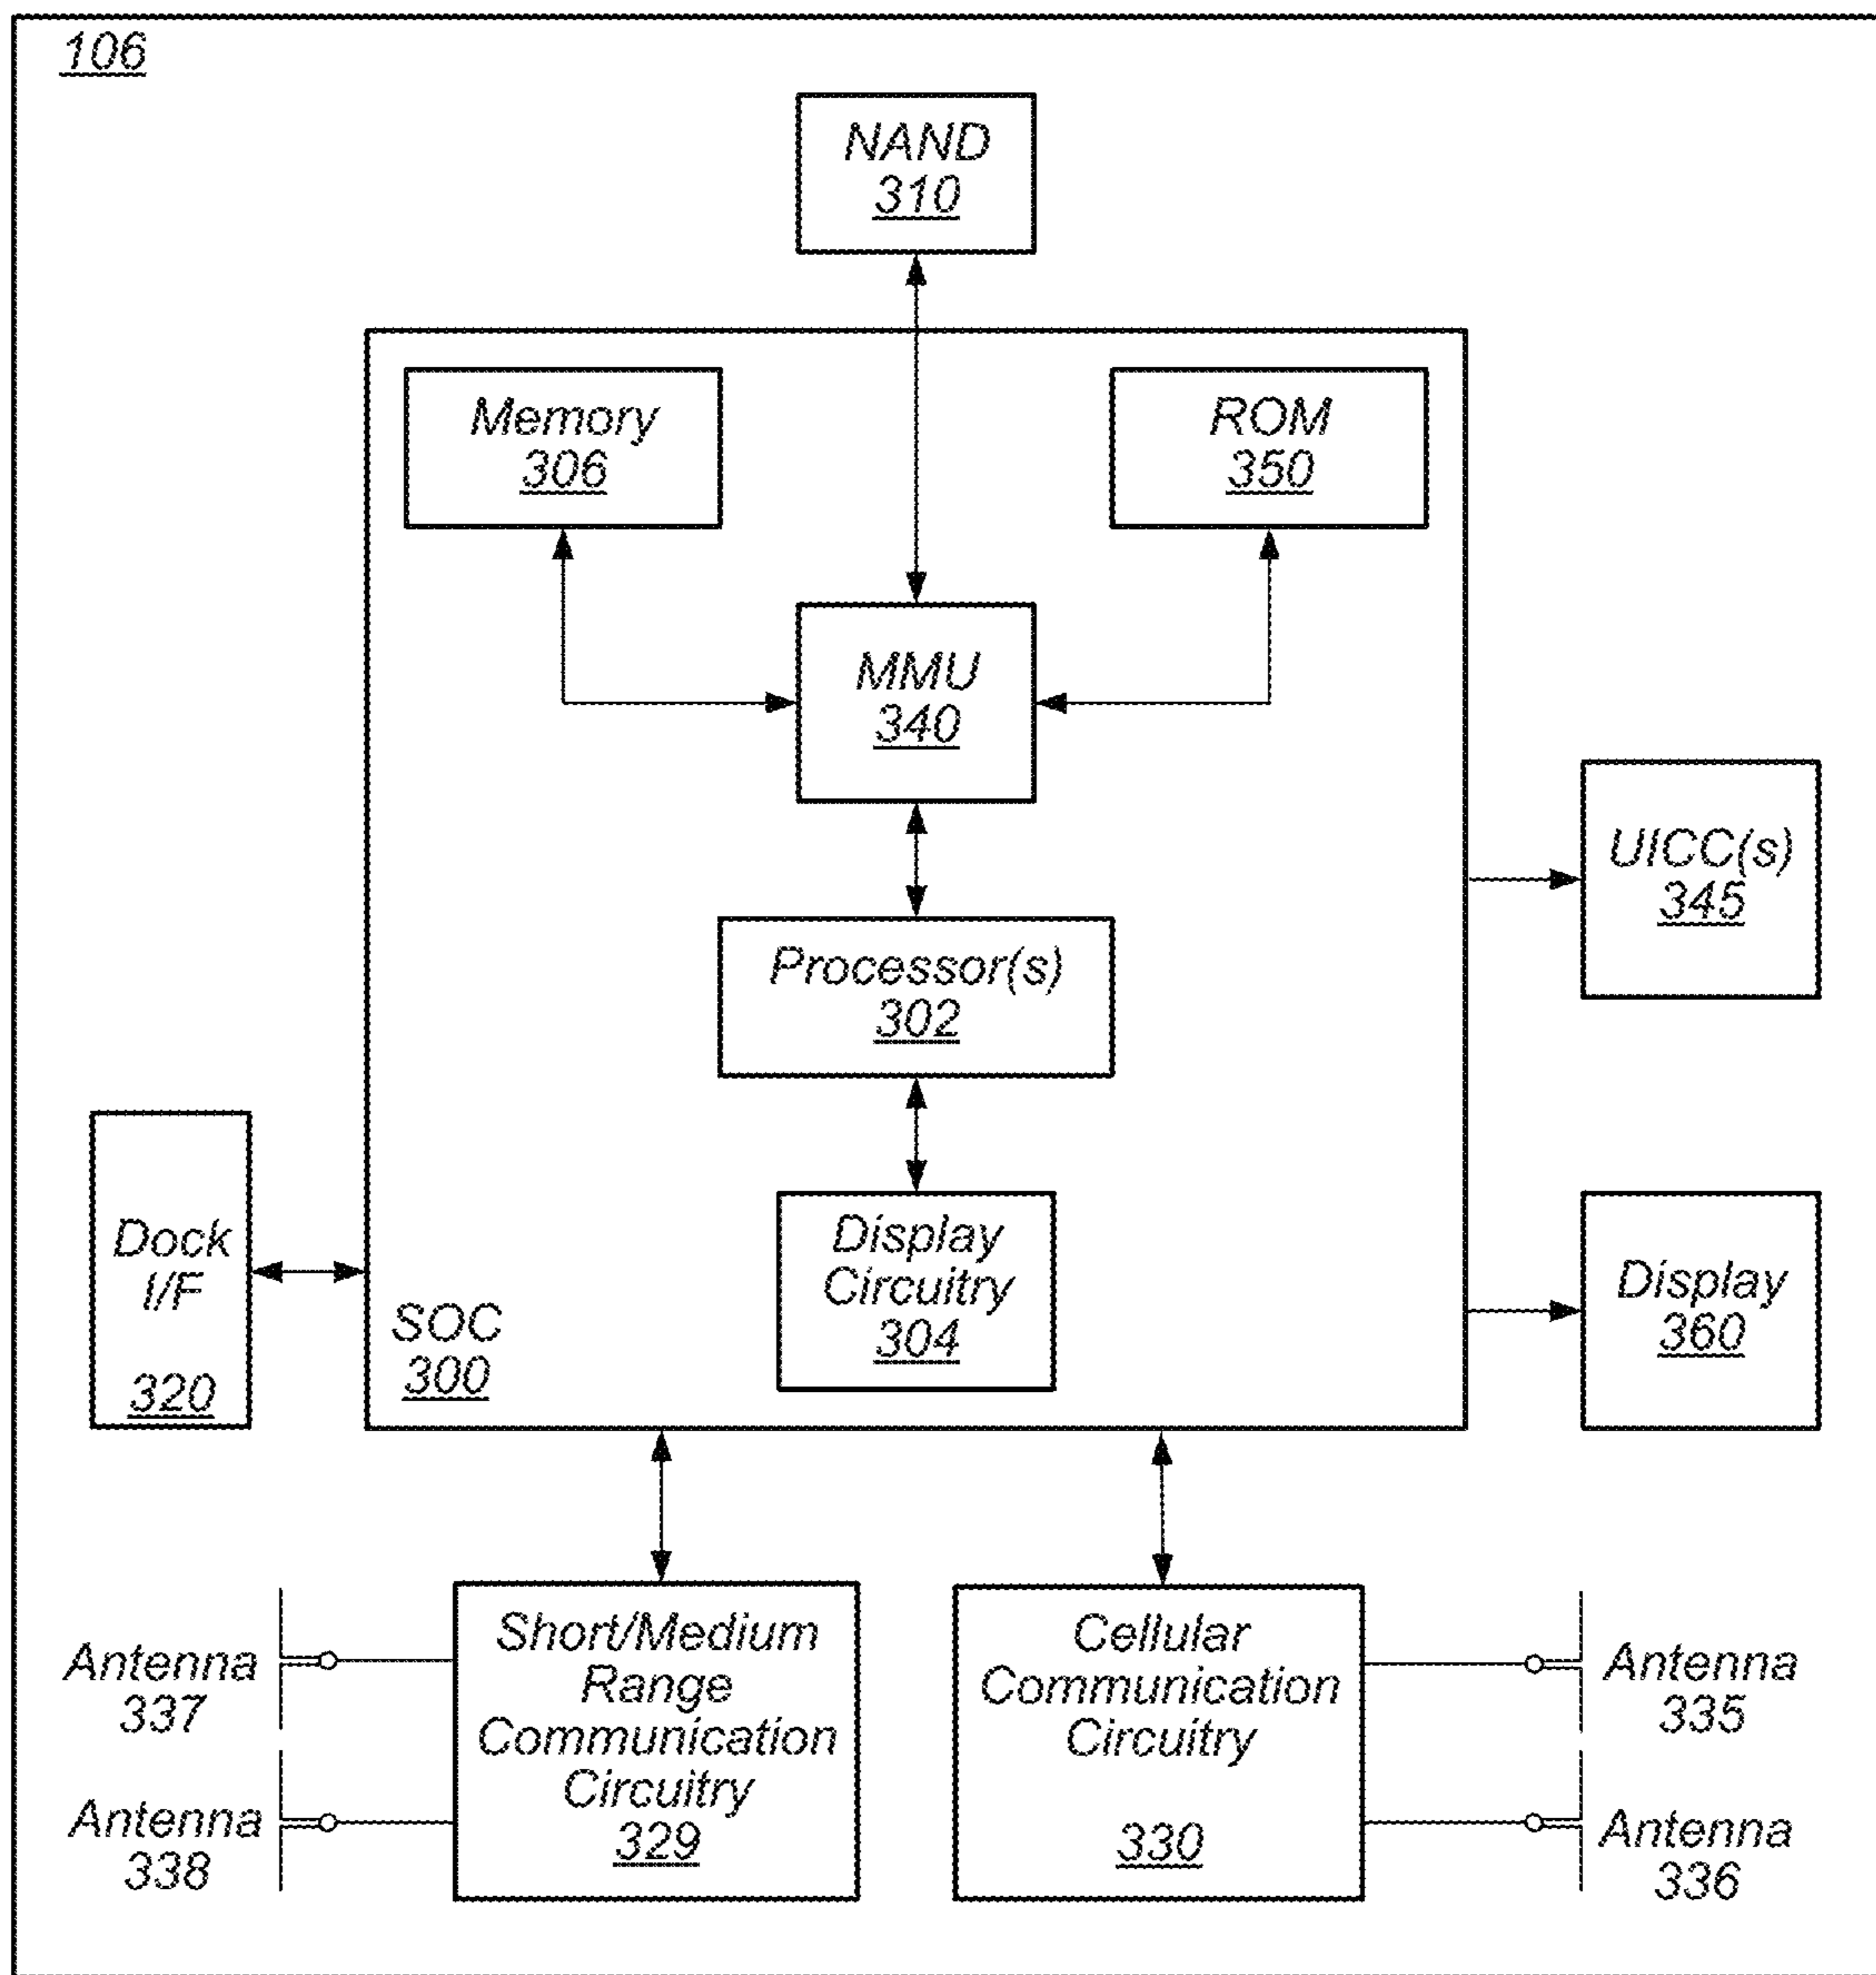 106
NAND
310
Memory
306
ROM
350
MMU
340
UICC(s)
345
Processor(s)
302
Dock
I/F
320
Display
Circuitry
304
SOC
300
Display
360
Short/Medium
Range
Communication
Circuitry
329
Cellular
Communication
Circuitry
330
Antenna
337
Antenna
338
Antenna
335
Antenna
336